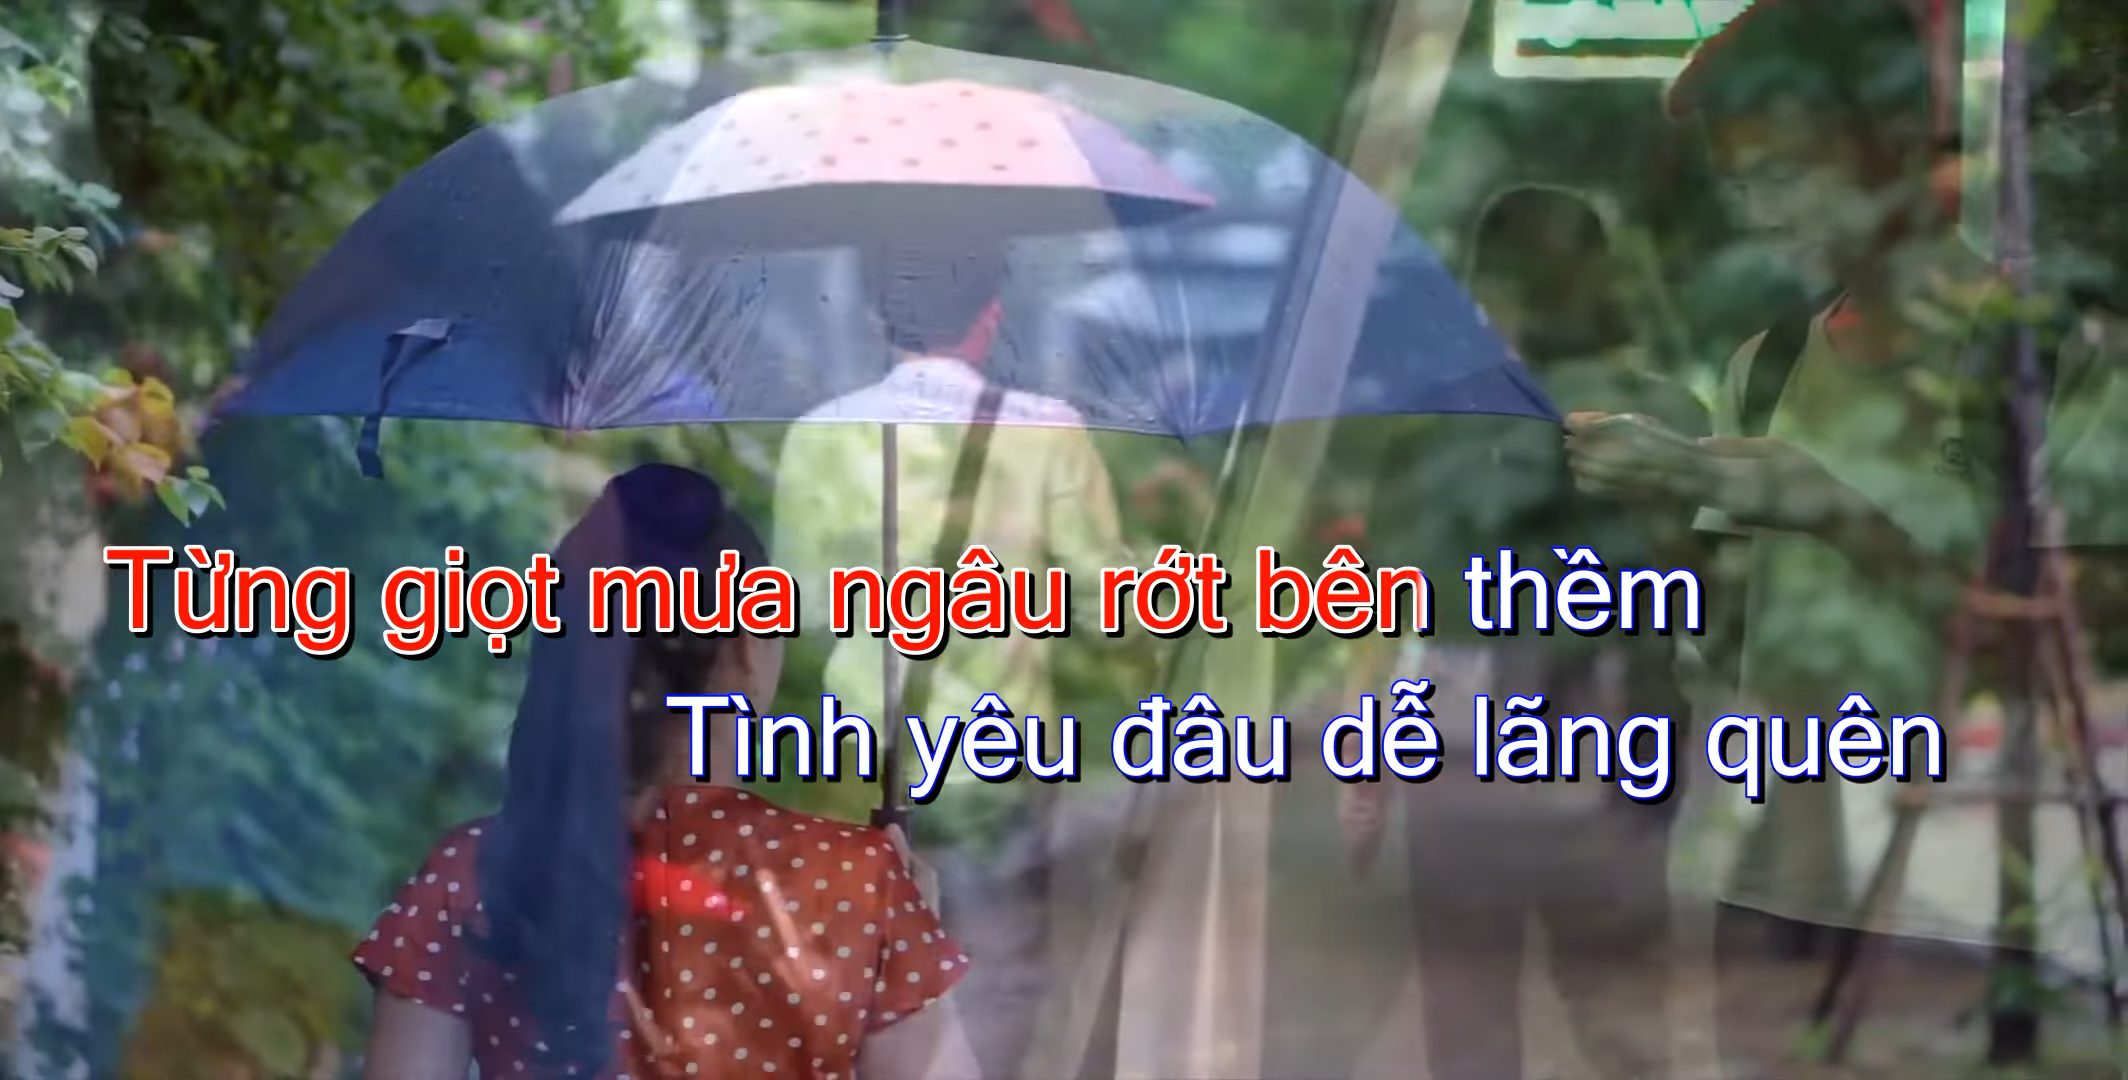 Từng giọt mưa ngâu rớt bên thềm
Tình yêu đâu dễ lãng quên